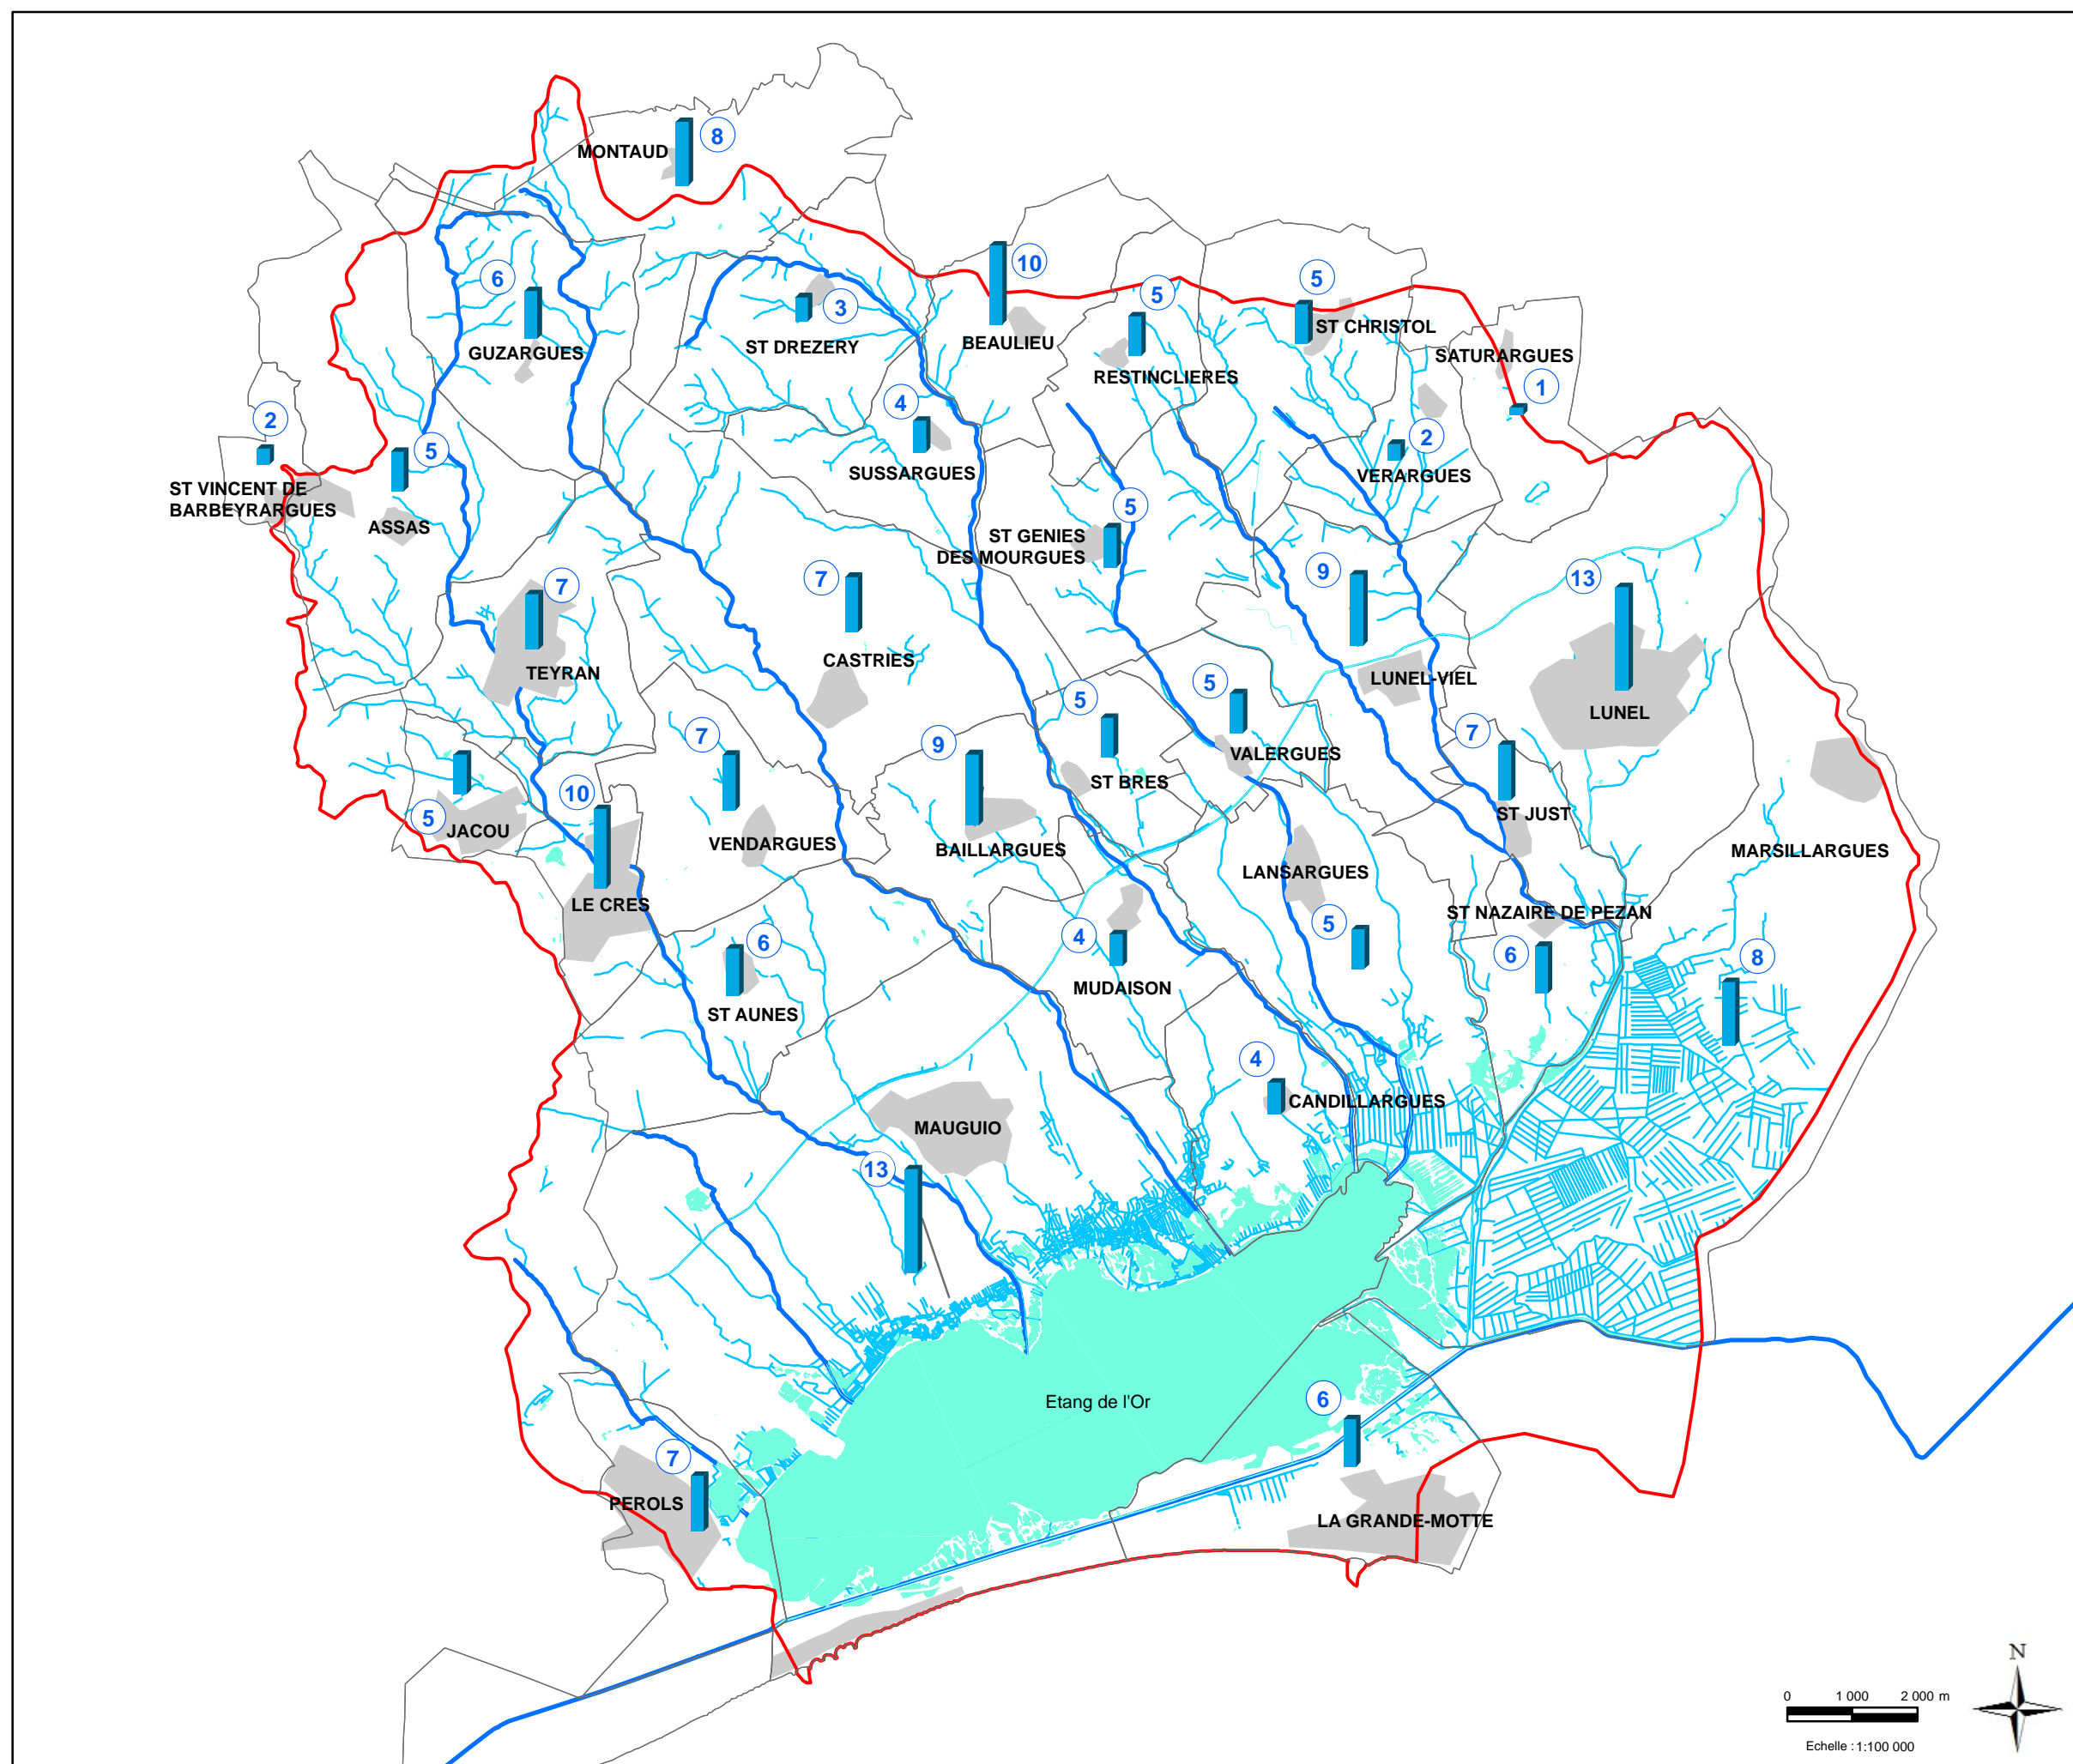 8
MONTAUD
10
6
5
5
3
ST CHRISTOL
BEAULIEU
ST DREZERY
GUZARGUES
SATURARGUES
RESTINCLIERES
1
4
2
2
5
SUSSARGUES
VERARGUES
ST VINCENT DE
BARBEYRARGUES
ASSAS
5
ST GENIES
DES MOURGUES
7
7
9
13
CASTRIES
TEYRAN
LUNEL-VIEL
5
5
LUNEL
7
9
7
VALERGUES
ST BRES
10
5
JACOU
ST JUST
VENDARGUES
BAILLARGUES
MARSILLARGUES
LANSARGUES
LE CRES
ST NAZAIRE DE PEZAN
6
4
5
6
8
MUDAISON
ST AUNES
4
CANDILLARGUES
MAUGUIO
13
Etang de l'Or
6
7
PEROLS
LA GRANDE-MOTTE
N
0 1 000 2 000 m
Echelle : 1:100 000